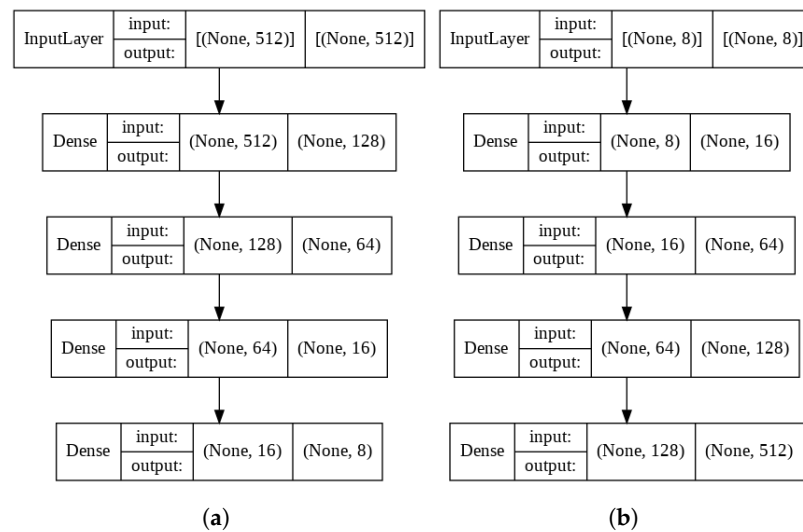 InputLayer input: output: [(None, 512)] [(None, 512)]
Dense input: output: (None, 512) (None, 128)
Dense input: output: (None, 128) (None, 64)
Dense input: output: (None, 64) (None, 16)
Dense input: output: (None, 16) (None, 8)
(a)
InputLayer input: output: [(None, 8)] [(None, 8)]
Dense input: output: (None, 8) (None, 16)
Dense input: output: (None, 16) (None, 64)
Dense input: output: (None, 64) (None, 128)
Dense input: output: (None, 128) (None, 512)
(b)